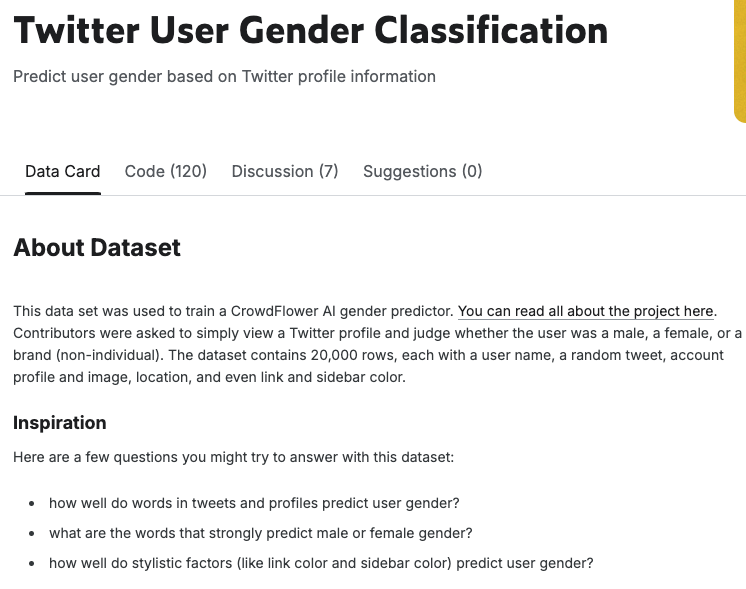 Twitter User Gender Classification
Predict user gender based on Twitter profile information
Data Card Code (120) Discussion (7) Suggestions (0)
About Dataset
This data set was used to train a CrowdFlower AI gender predictor. You can read all about the project here.
Contributors were asked to simply view a Twitter profile and judge whether the user was a male, a female, or a
brand (non-individual). The dataset contains 20,000 rows, each with a user name, a random tweet, account
profile and image, location, and even link and sidebar color.
Inspiration
Here are a few questions you might try to answer with this dataset:
• how well do words in tweets and profiles predict user gender?
• what are the words that strongly predict male or female gender?
• how well do stylistic factors (like link color and sidebar color) predict user gender?